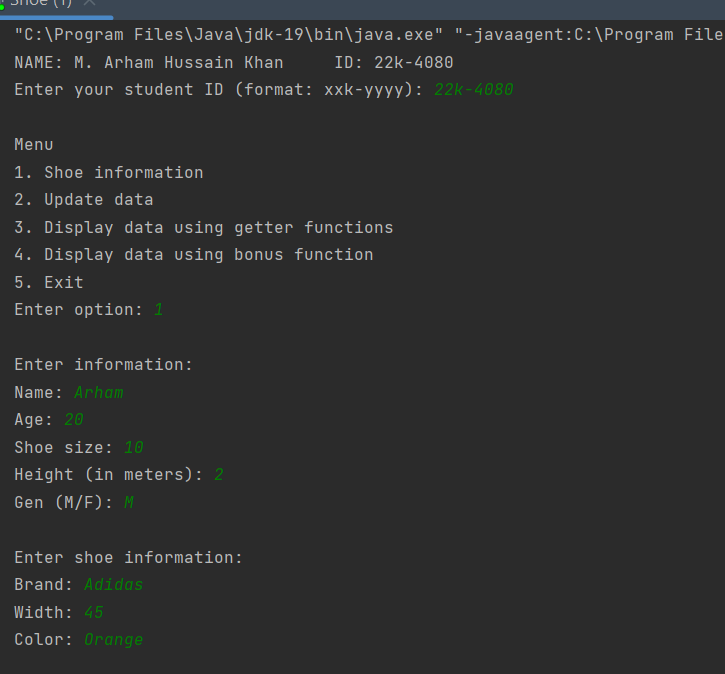 Shoe (1)
"C:\Program Files\Java\jdk-19\bin\java.exe" "-javaagent:C:\Program File
NAME: M. Arham Hussain Khan     ID: 22k-4080
Enter your student ID (format: xxk-yyyy): 22k-4080
Menu
1. Shoe information
2. Update data
3. Display data using getter functions
4. Display data using bonus function
5. Exit
Enter option: 1
Enter information:
Name: Arham
Age: 20
Shoe size: 10
Height (in meters): 2
Gen (M/F): M
Enter shoe information:
Brand: Adidas
Width: 45
Color: Orange